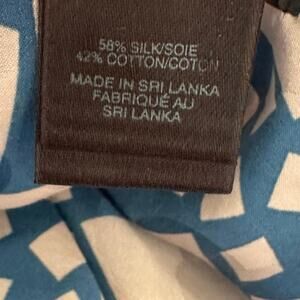 58% SILK/SOIE
42% COTTON/COTON
MADE IN SRI LANKA
FABRIQUÉ AU
SRI LANKA